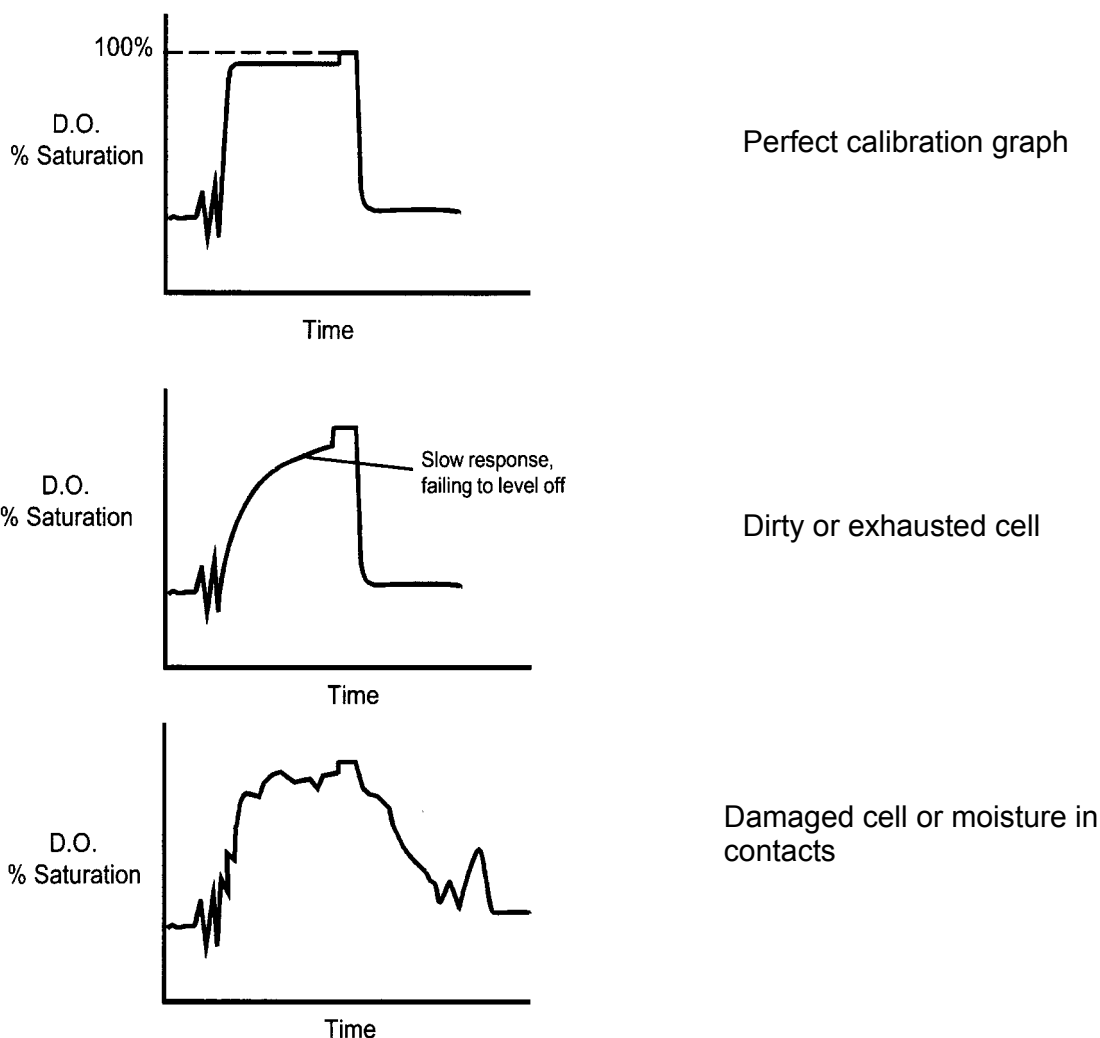 100%
D.O.
% Saturation
Perfect calibration graph
Time
Slow response,
failing to level off
D.O.
% Saturation
Dirty or exhausted cell
Time
D.O.
% Saturation
Damaged cell or moisture in
contacts
Time